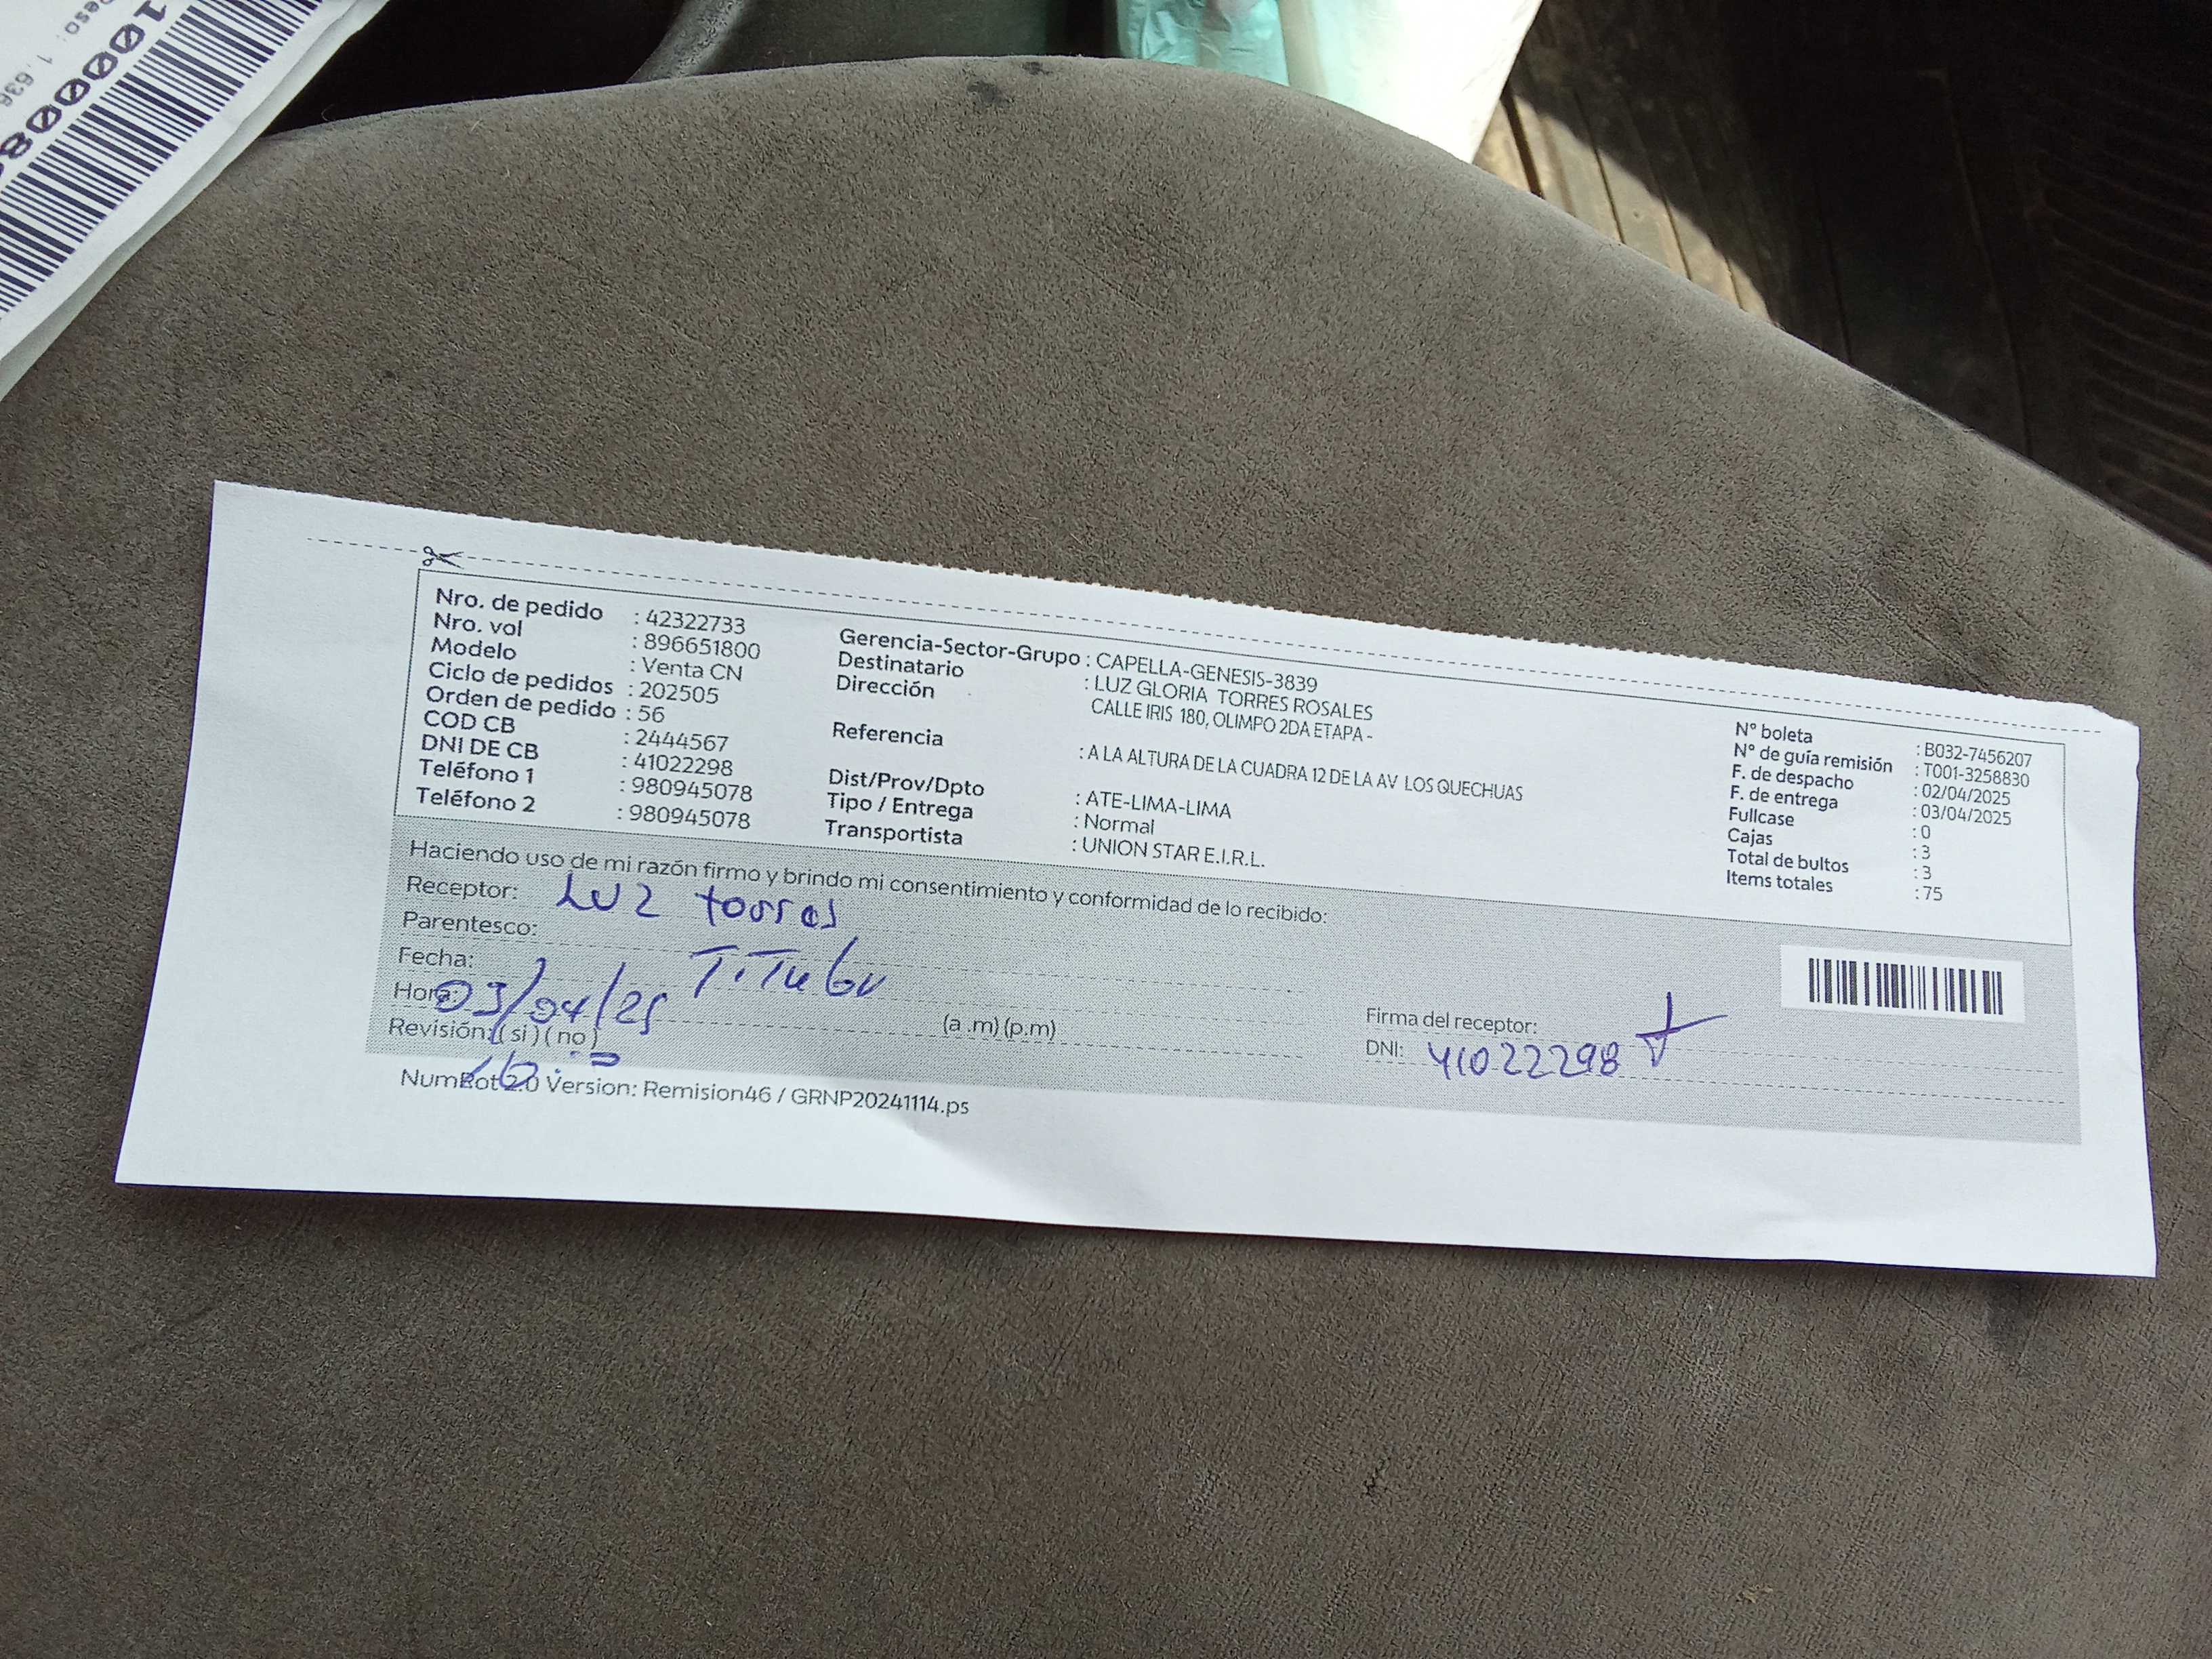 Peso: 1,636
100008
Nro. de pedido : 42322733
Nro. vol : 896651800
Modelo : Venta CN
Ciclo de pedidos : 202505
Orden de pedido : 56
COD CB : 2444567
DNI DE CB : 41022298
Teléfono 1 : 980945078
Teléfono 2 : 980945078
Gerencia-Sector-Grupo : CAPELLA-GENESIS-3839
Destinatario : LUZ GLORIA TORRES ROSALES
Dirección CALLE IRIS 180, OLIMPO 2DA ETAPA -
Referencia : A LA ALTURA DE LA CUADRA 12 DE LA AV LOS QUECHUAS
Dist/Prov/Dpto : ATE-LIMA-LIMA
Tipo / Entrega : Normal
Transportista : UNION STAR E.I.R.L.
N° boleta : B032-7456207
N° de guía remisión : T001-3258830
F. de despacho : 02/04/2025
F. de entrega : 03/04/2025
Fullcase : 0
Cajas : 3
Total de bultos : 3
Items totales : 75
Haciendo uso de mi razón firmo y brindo mi consentimiento y conformidad de lo recibido:
Receptor: Luz torres
Parentesco:
Fecha: 03/04/25
Hora: (a .m) (p.m)
Revisión: ( si ) ( no )
Firma del receptor:
DNI: 41022298
NumRot 2.0 Version: Remision46 / GRNP20241114.ps